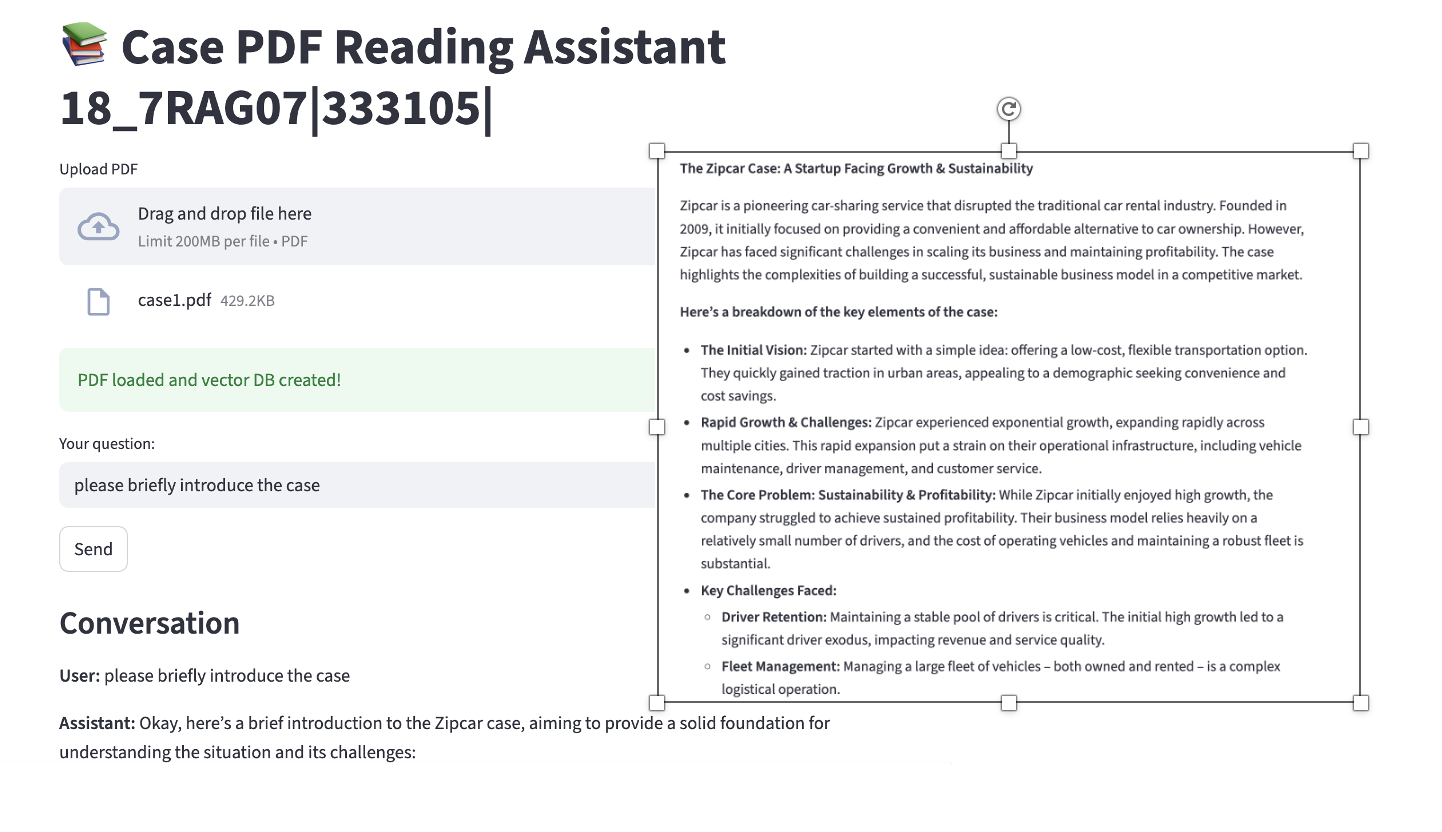 📚 Case PDF Reading Assistant
18_7RAG07|333105|
Upload PDF
Drag and drop file here
Limit 200MB per file • PDF
case1.pdf 429.2KB
PDF loaded and vector DB created!
Your question:
please briefly introduce the case
Send
Conversation
User: please briefly introduce the case
Assistant: Okay, here’s a brief introduction to the Zipcar case, aiming to provide a solid foundation for
understanding the situation and its challenges:
The Zipcar Case: A Startup Facing Growth & Sustainability
Zipcar is a pioneering car-sharing service that disrupted the traditional car rental industry. Founded in
2009, it initially focused on providing a convenient and affordable alternative to car ownership. However,
Zipcar has faced significant challenges in scaling its business and maintaining profitability. The case
highlights the complexities of building a successful, sustainable business model in a competitive market.
Here’s a breakdown of the key elements of the case:
• The Initial Vision: Zipcar started with a simple idea: offering a low-cost, flexible transportation option.
They quickly gained traction in urban areas, appealing to a demographic seeking convenience and
cost savings.
• Rapid Growth & Challenges: Zipcar experienced exponential growth, expanding rapidly across
multiple cities. This rapid expansion put a strain on their operational infrastructure, including vehicle
maintenance, driver management, and customer service.
• The Core Problem: Sustainability & Profitability: While Zipcar initially enjoyed high growth, the
company struggled to achieve sustained profitability. Their business model relies heavily on a
relatively small number of drivers, and the cost of operating vehicles and maintaining a robust fleet is
substantial.
• Key Challenges Faced:
○ Driver Retention: Maintaining a stable pool of drivers is critical. The initial high growth led to a
significant driver exodus, impacting revenue and service quality.
○ Fleet Management: Managing a large fleet of vehicles – both owned and rented – is a complex
logistical operation.